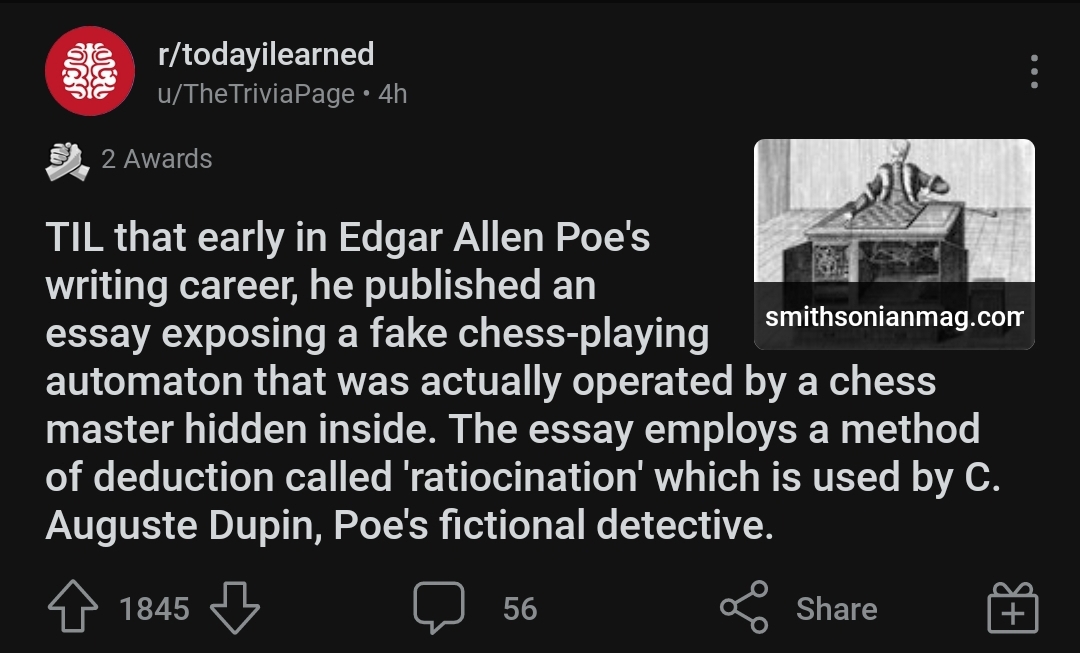 r/todayilearned
u/TheTriviaPage • 4h
2 Awards
TIL that early in Edgar Allen Poe's
writing career, he published an
essay exposing a fake chess-playing
automaton that was actually operated by a chess
master hidden inside. The essay employs a method
of deduction called 'ratiocination' which is used by C.
Auguste Dupin, Poe's fictional detective.
smithsonianmag.com
1845
56
Share